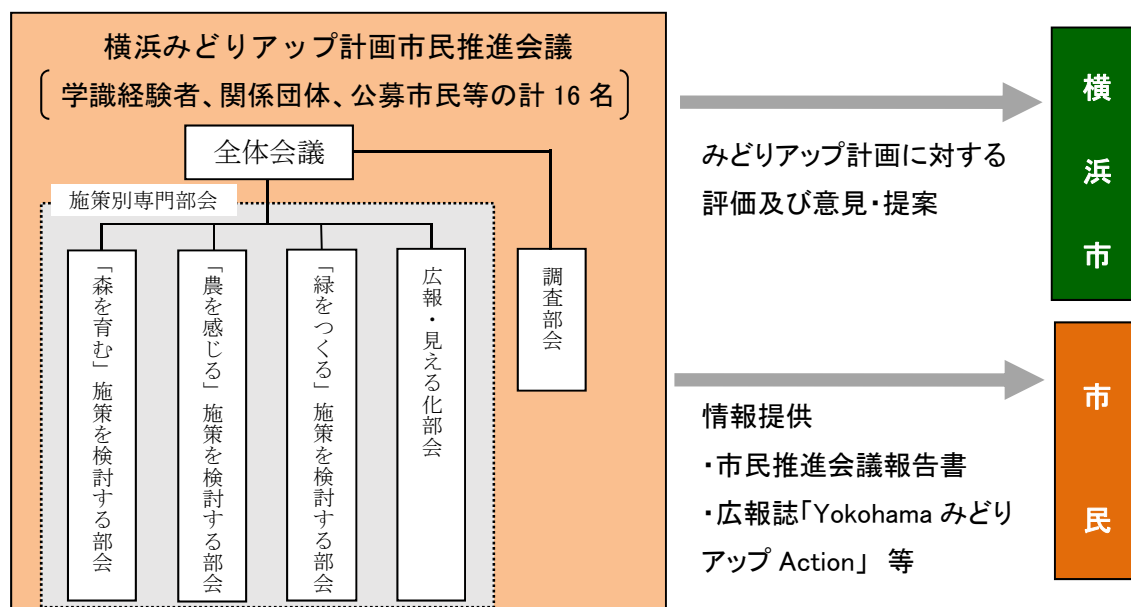 横浜みどりアップ計画市民推進会議
学識経験者、関係団体、公募市民等の計 16 名
全体会議
施策別専門部会
「森を育む」施策を検討する部会
「農を感じる」施策を検討する部会
「緑をつくる」施策を検討する部会
広報・見える化部会
調査部会
みどりアップ計画に対する
評価及び意見・提案
横浜市
情報提供
・市民推進会議報告書
・広報誌「Yokohama みどり
アップ Action」 等
市民